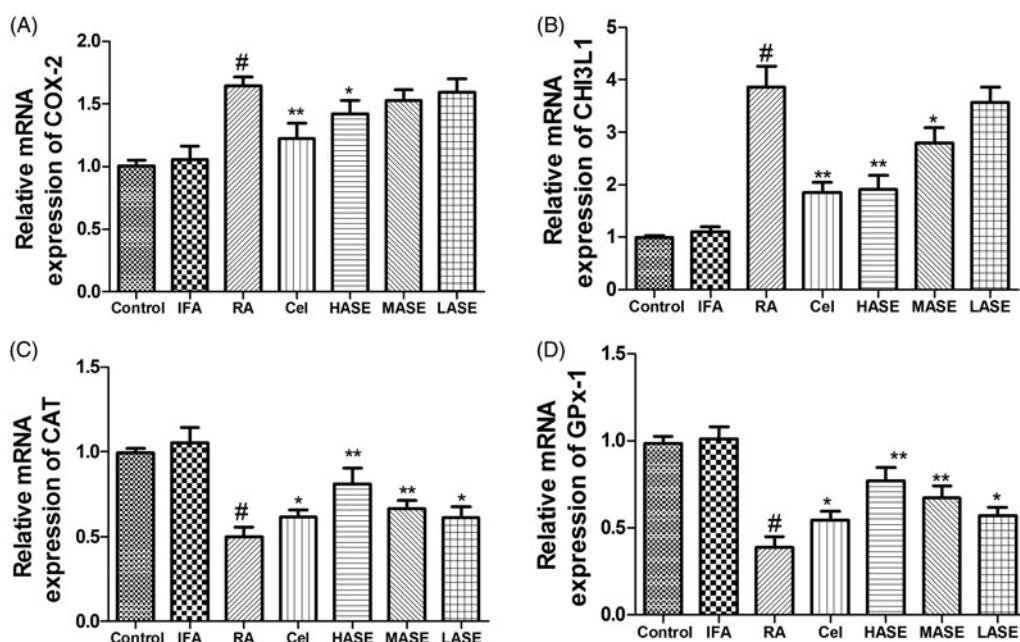 (A)
Relative mRNA
expression of COX-2
2.0
1.5
1.0
0.5
0.0
#
**
*
Control IFA RA Cel HASE MASE LASE
(B)
Relative mRNA
expression of CHI3L1
5
4
3
2
1
0
#
**
**
*
Control IFA RA Cel HASE MASE LASE
(C)
Relative mRNA
expression of CAT
1.5
1.0
0.5
0.0
#
*
**
**
*
Control IFA RA Cel HASE MASE LASE
(D)
Relative mRNA
expression of GPx-1
1.5
1.0
0.5
0.0
#
*
**
**
*
Control IFA RA Cel HASE MASE LASE